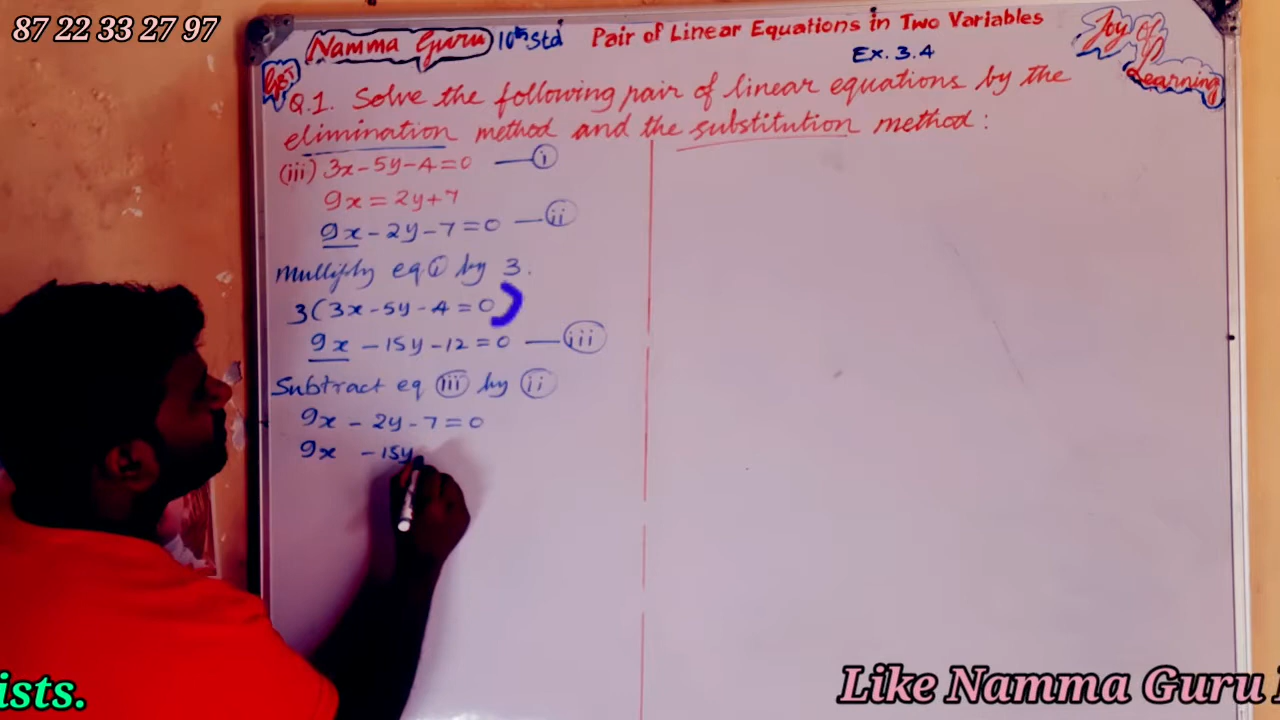 87 22 33 27 97
Namma Guru 10th Std Pair of Linear Equations in Two Variables
Ex. 3.4
Joy of Learning
Q.1. Solve the following pair of linear equations by the
elimination method and the substitution method:
(iii) 3x-5y-4=0 — i
9x = 2y+7
9x - 2y - 7 = 0 — ii
Multiply eq i by 3.
3(3x - 5y - 4 = 0)
9x - 15y - 12 = 0 — iii
Subtract eq iii by ii
9x - 2y - 7 = 0
9x - 15y
ists.
Like Namma Guru